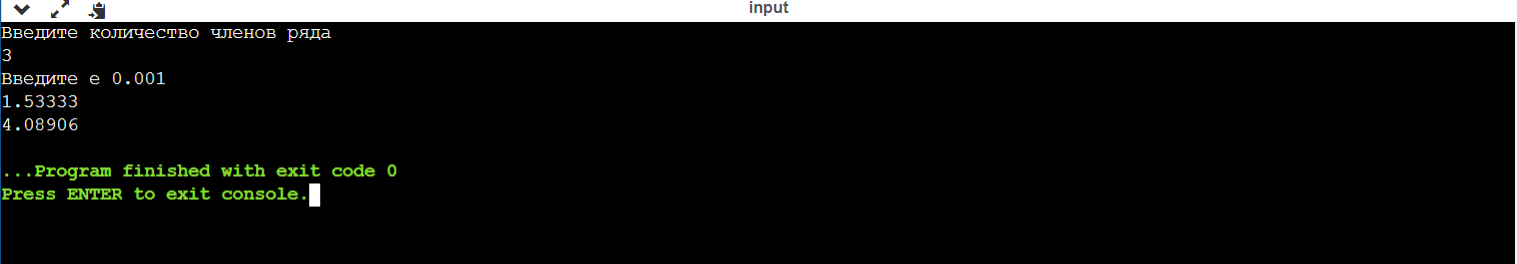 input
Введите количество членов ряда
3
Введите е 0.001
1.53333
4.08906
...Program finished with exit code 0
Press ENTER to exit console.